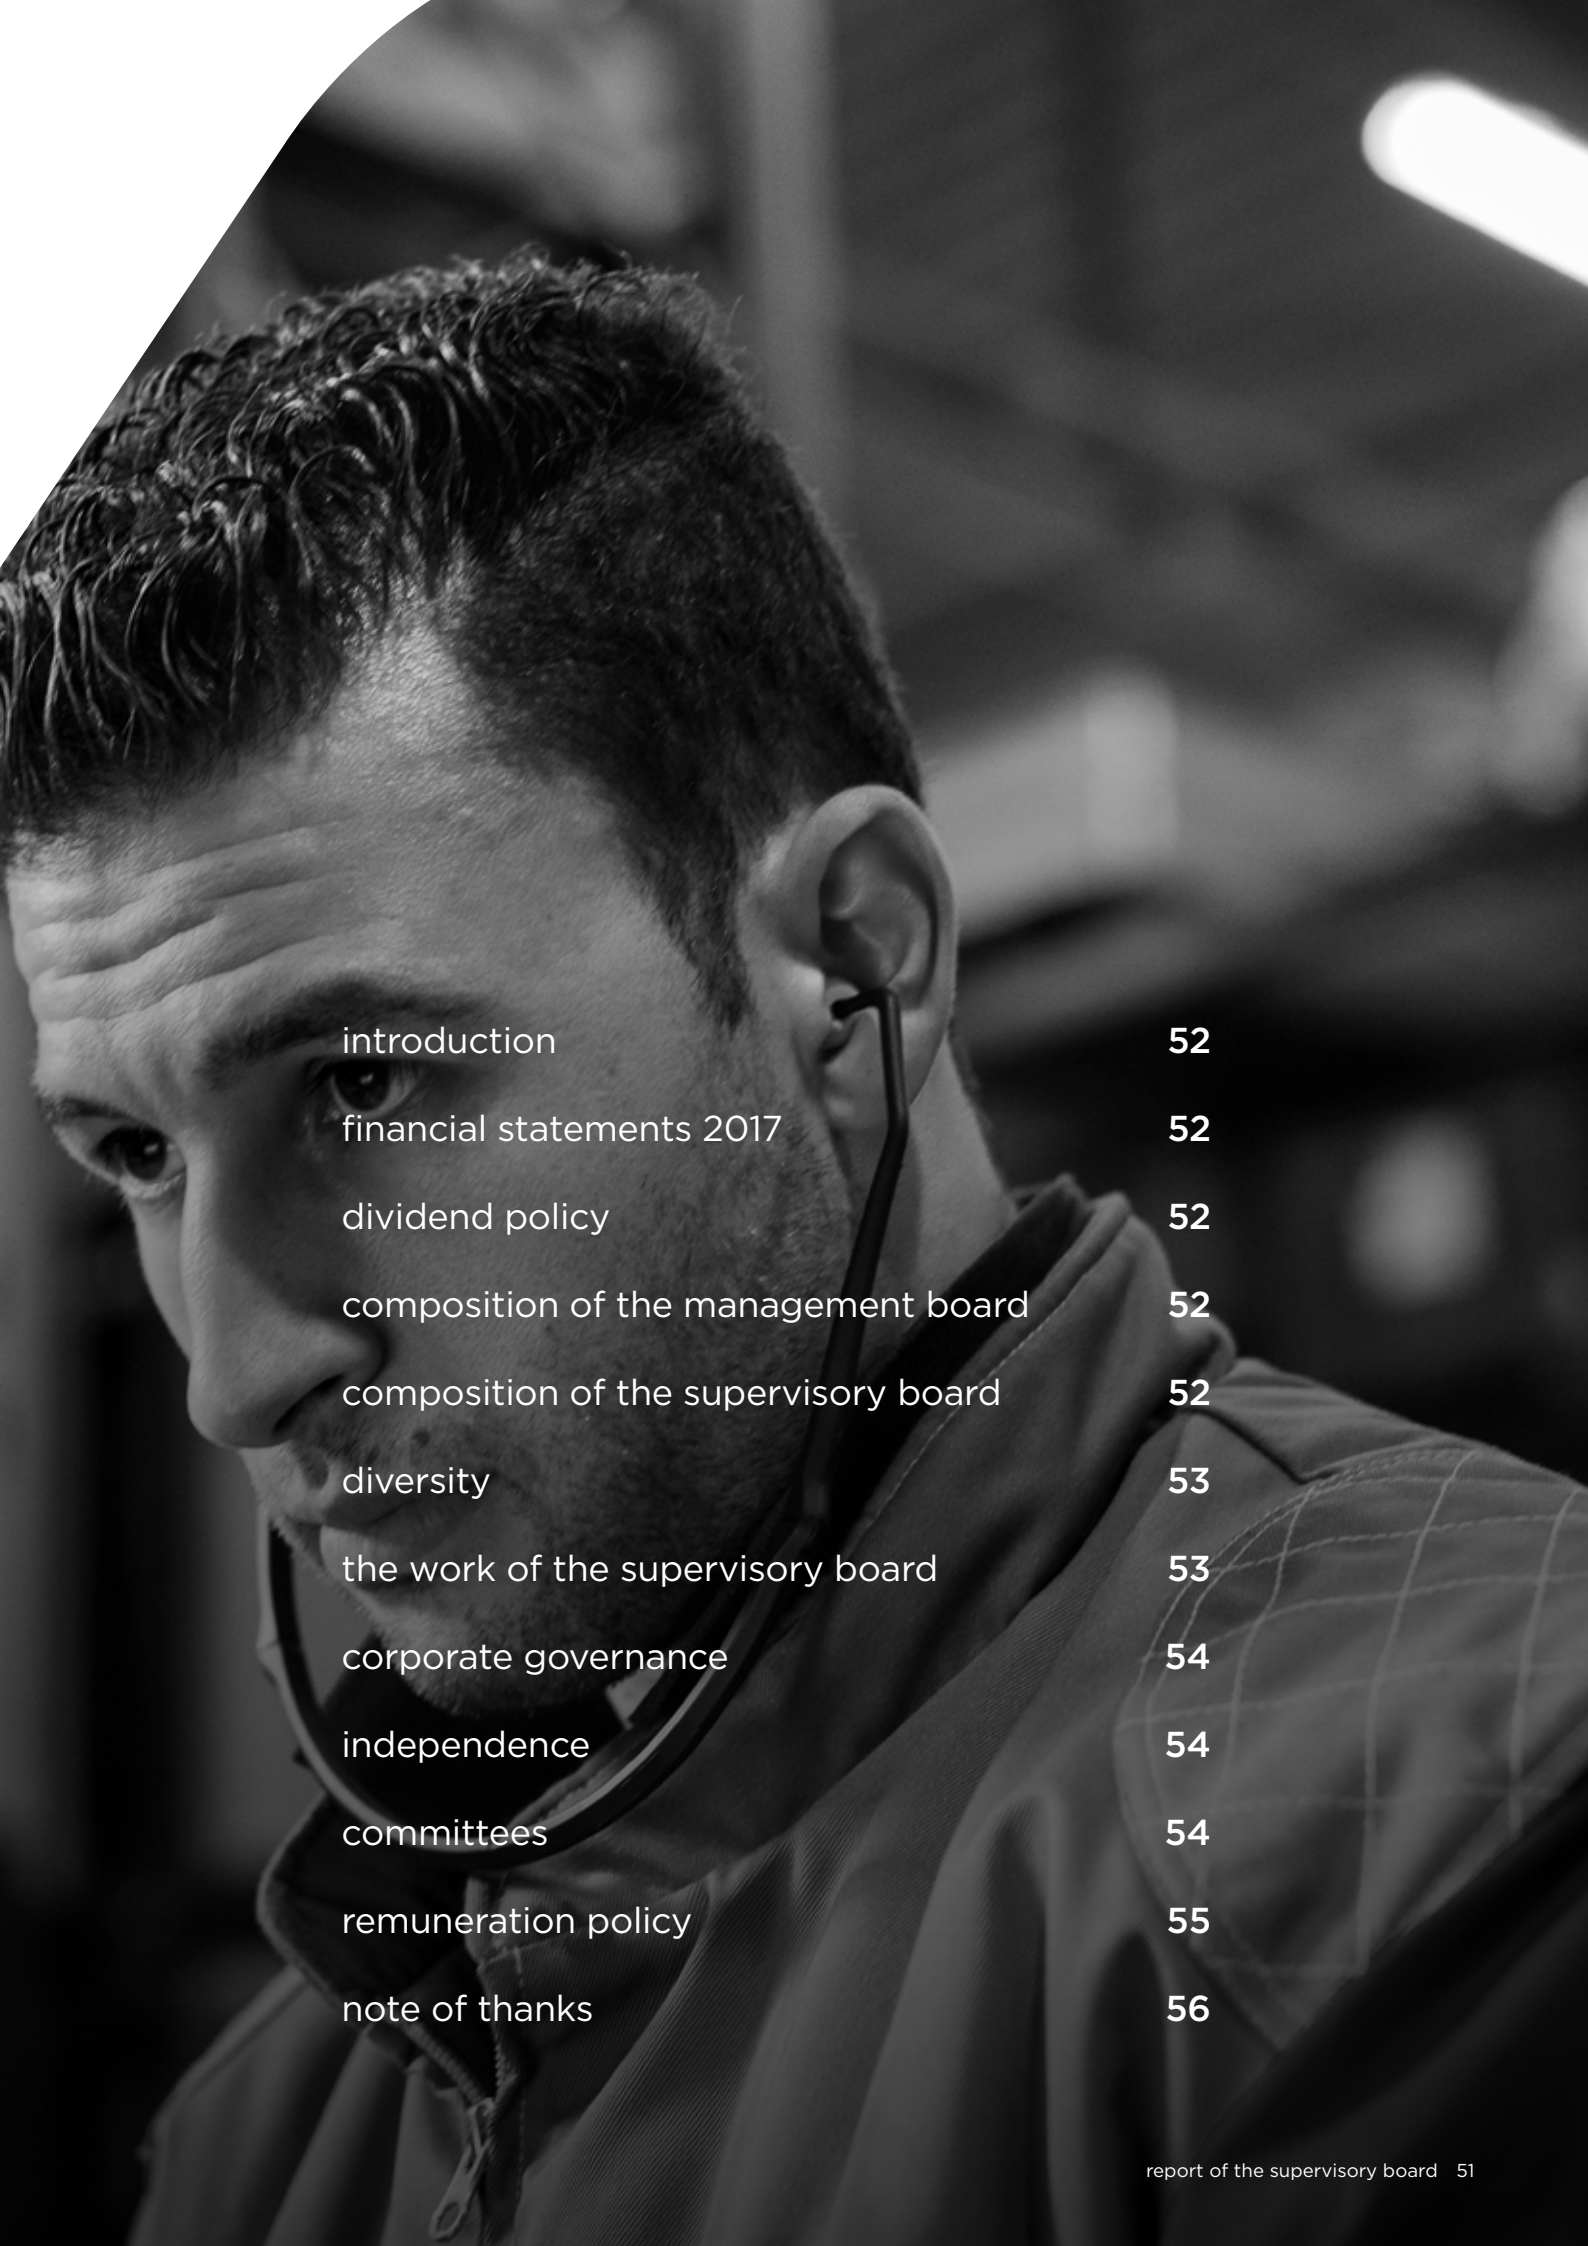 introduction 52
financial statements 2017 52
dividend policy 52
composition of the management board 52
composition of the supervisory board 52
diversity 53
the work of the supervisory board 53
corporate governance 54
independence 54
committees 54
remuneration policy 55
note of thanks 56
report of the supervisory board 51